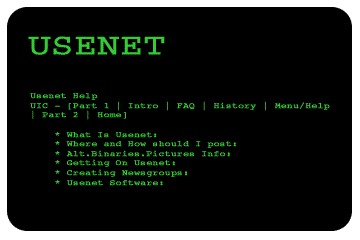 USENET
Usenet Help
UIC - [Part 1 | Intro | FAQ | History | Menu/Help
| Part 2 | Home]
* What Is Usenet:
* Where and How should I post:
* Alt.Binaries.Pictures Info:
* Getting On Usenet:
* Creating Newsgroups:
* Usenet Software: